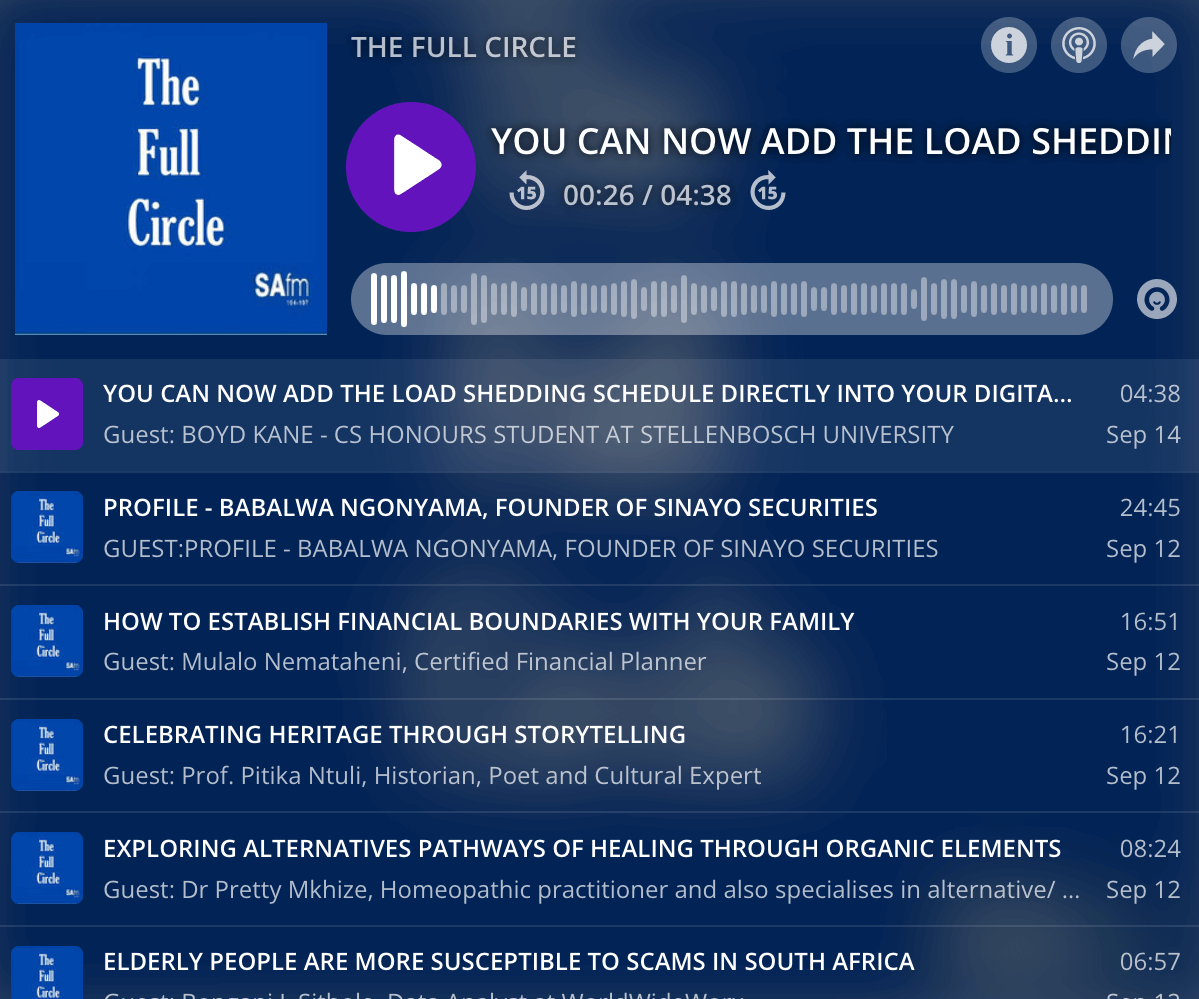 The
Full
Circle
SAfm
104-107
THE FULL CIRCLE
YOU CAN NOW ADD THE LOAD
15 00:26 / 04:38 15
YOU CAN NOW ADD THE LOAD SHEDDING SCHEDULE DIRECTLY INTO YOUR DIGITA... 04:38
Guest: BOYD KANE - CS HONOURS STUDENT AT STELLENBOSCH UNIVERSITY Sep 14
The
Full
Circle
SAfm
PROFILE - BABALWA NGONYAMA, FOUNDER OF SINAYO SECURITIES 24:45
GUEST:PROFILE - BABALWA NGONYAMA, FOUNDER OF SINAYO SECURITIES Sep 12
The
Full
Circle
SAfm
HOW TO ESTABLISH FINANCIAL BOUNDARIES WITH YOUR FAMILY 16:51
Guest: Mulalo Nemataheni, Certified Financial Planner Sep 12
The
Full
Circle
SAfm
CELEBRATING HERITAGE THROUGH STORYTELLING 16:21
Guest: Prof. Pitika Ntuli, Historian, Poet and Cultural Expert Sep 12
The
Full
Circle
SAfm
EXPLORING ALTERNATIVES PATHWAYS OF HEALING THROUGH ORGANIC ELEMENTS 08:24
Guest: Dr Pretty Mkhize, Homeopathic practitioner and also specialises in alternative/ ... Sep 12
The
Full
Circle
ELDERLY PEOPLE ARE MORE SUSCEPTIBLE TO SCAMS IN SOUTH AFRICA 06:57